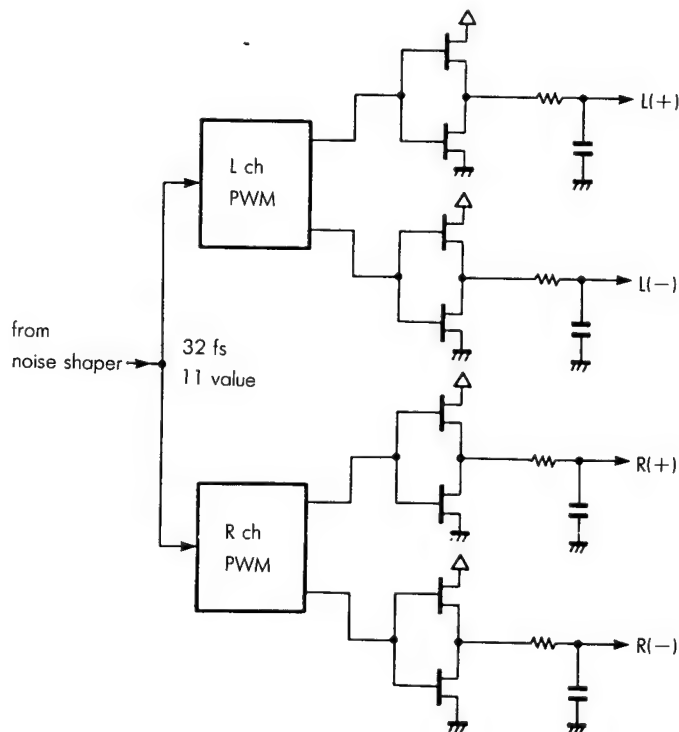 L(+)
L ch
PWM
L(−)
from
noise shaper
32 fs
11 value
R(+)
R ch
PWM
R(−)